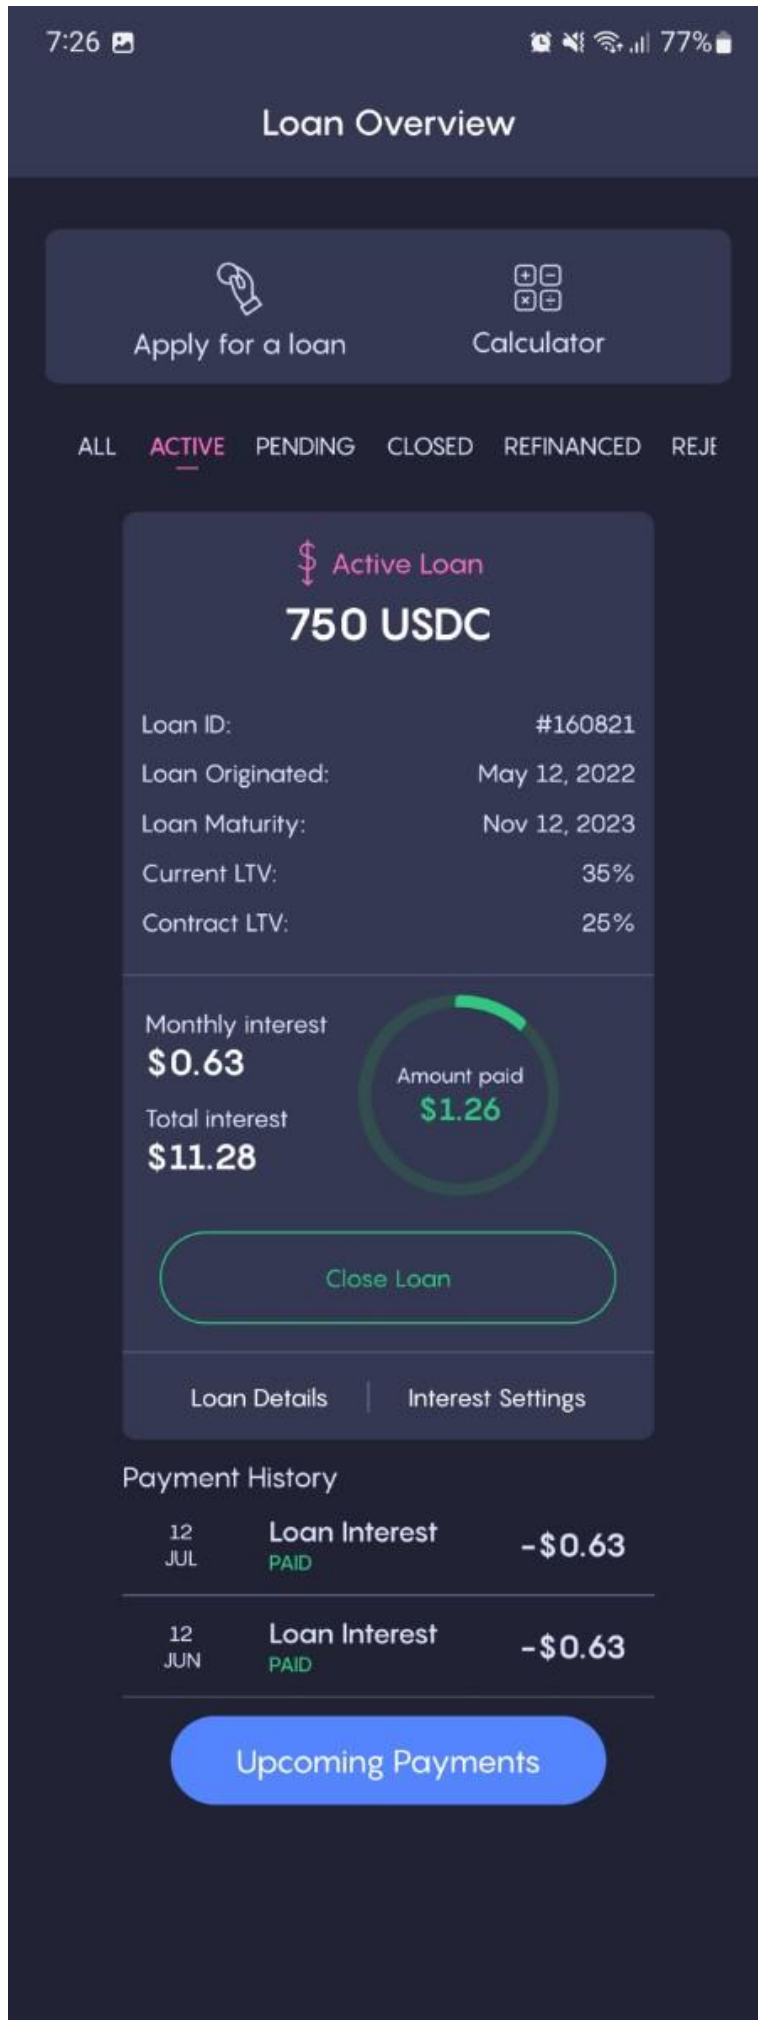 7:26 77%
Loan Overview
Apply for a loan Calculator
ALL ACTIVE PENDING CLOSED REFINANCED REJE
Active Loan
750 USDC
Loan ID: #160821
Loan Originated: May 12, 2022
Loan Maturity: Nov 12, 2023
Current LTV: 35%
Contract LTV: 25%
Monthly interest
$0.63
Total interest
$11.28
Amount paid
$1.26
Close Loan
Loan Details Interest Settings
Payment History
12 JUL Loan Interest -$0.63
PAID
12 JUN Loan Interest -$0.63
PAID
Upcoming Payments